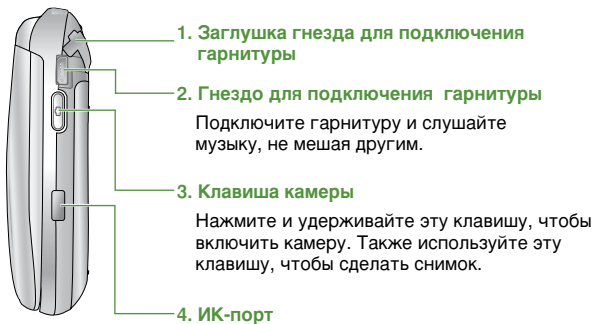 1. Заглушка гнезда для подключения
гарнитуры
2. Гнездо для подключения гарнитуры
Подключите гарнитуру и слушайте
музыку, не мешая другим.
3. Клавиша камеры
Нажмите и удерживайте эту клавишу, чтобы
включить камеру. Также используйте эту
клавишу, чтобы сделать снимок.
4. ИК-порт